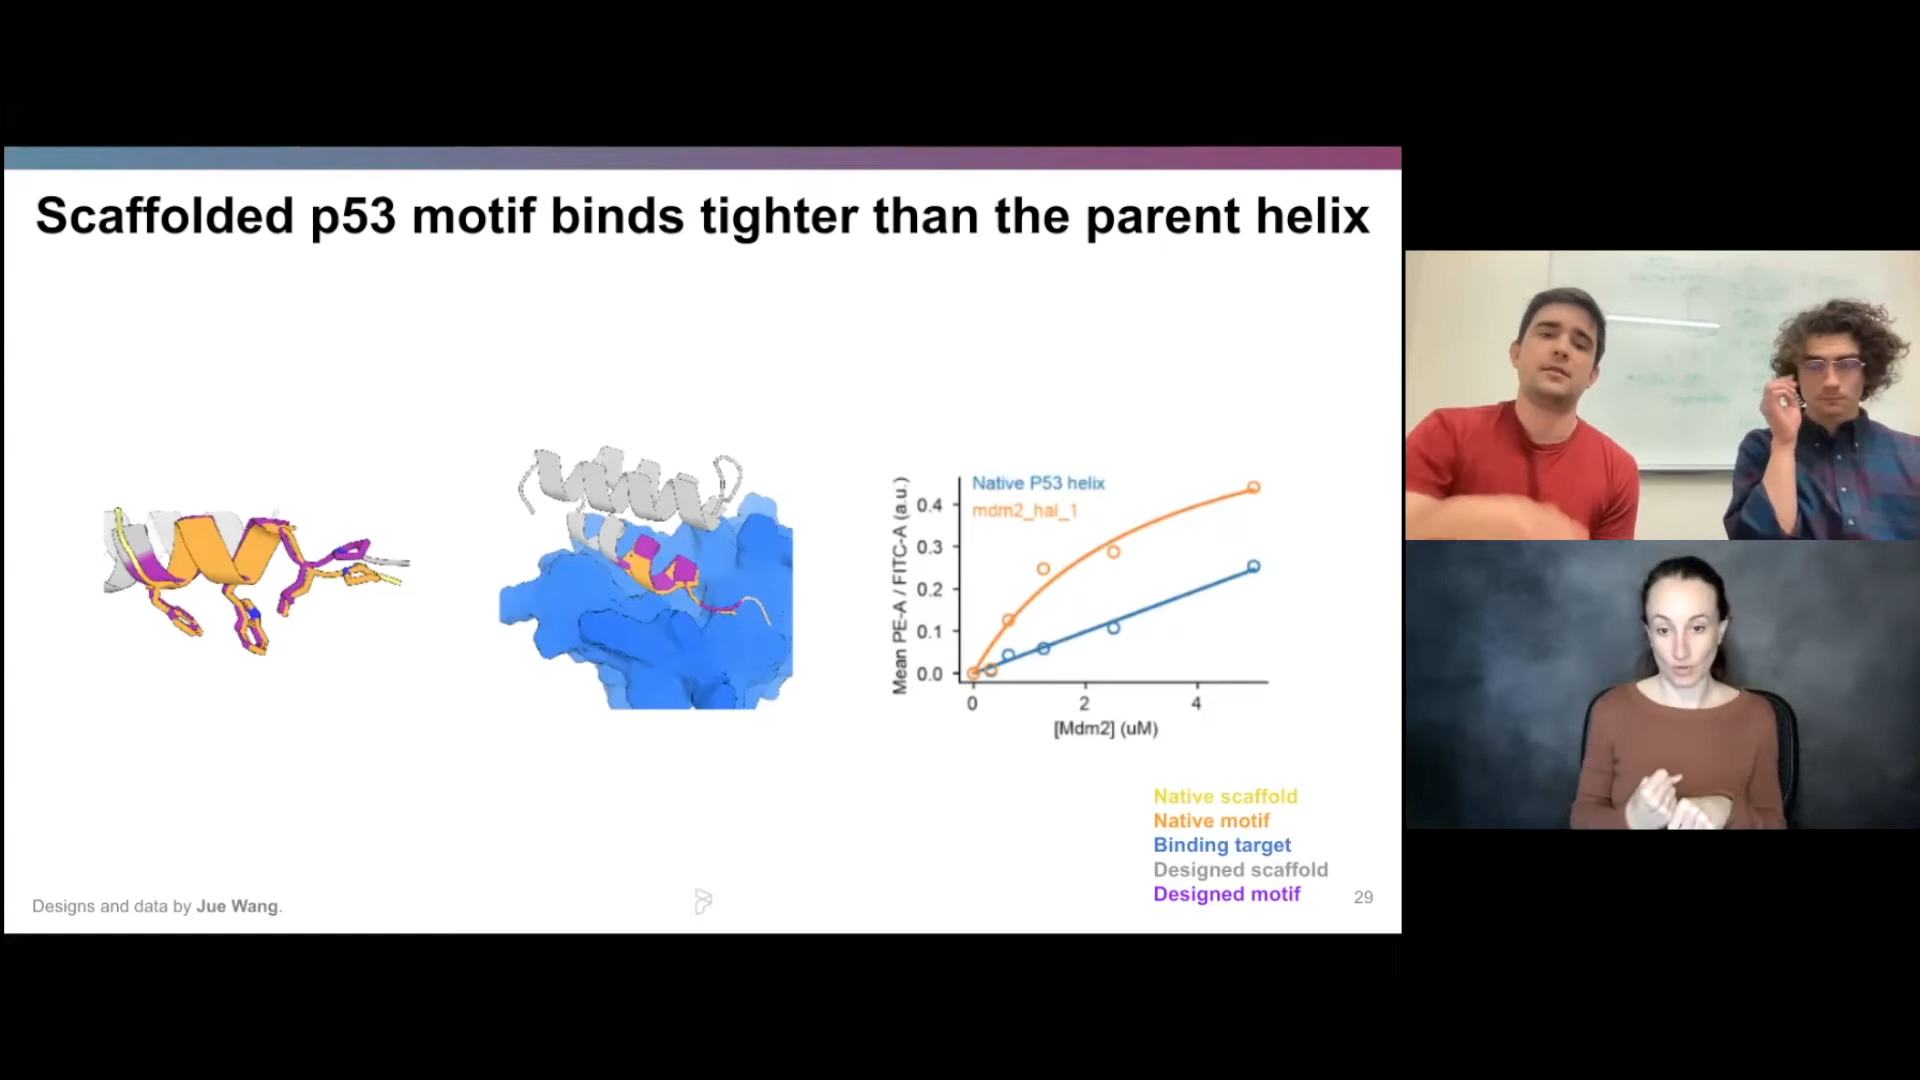 Scaffolded p53 motif binds tighter than the parent helix
Native P53 helix
mdm2_hal_1
Mean PE-A / FITC-A (a.u.)
0.4
0.3
0.2
0.1
0.0
0 2 4
[Mdm2] (uM)
Native scaffold
Native motif
Binding target
Designed scaffold
Designed motif
Designs and data by Jue Wang.
29